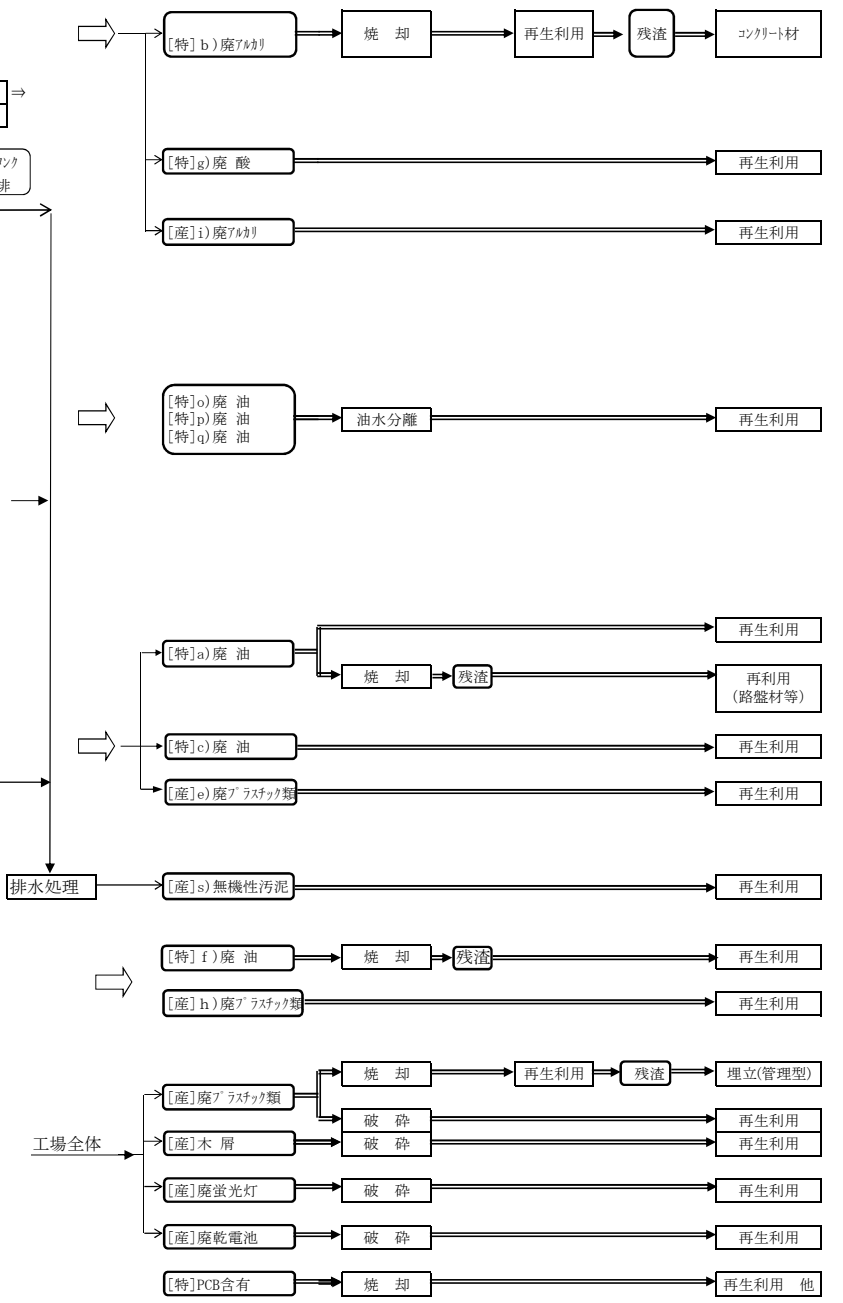 [特]b)廃ｱﾙｶﾘ 焼 却 再生利用 残渣 ｺﾝｸﾘｰﾄ材
⇒
ﾀﾝｸ
排
[特]g)廃 酸 再生利用
[産]i)廃ｱﾙｶﾘ 再生利用
[特]o)廃 油
[特]p)廃 油 油水分離 再生利用
[特]q)廃 油
再生利用
[特]a)廃 油
焼 却 残渣 再利用
(路盤材等)
[特]c)廃 油 再生利用
[産]e)廃ﾌﾟﾗｽﾁｯｸ類 再生利用
排水処理 [産]s)無機性汚泥 再生利用
[特]f)廃 油 焼 却 残渣 再生利用
[産]h)廃ﾌﾟﾗｽﾁｯｸ類 再生利用
焼 却 再生利用 残渣 埋立(管理型)
[産]廃ﾌﾟﾗｽﾁｯｸ類
破 砕 再生利用
工場全体 [産]木 屑 破 砕 再生利用
[産]廃蛍光灯 破 砕 再生利用
[産]廃乾電池 破 砕 再生利用
[特]PCB含有 焼 却 再生利用 他